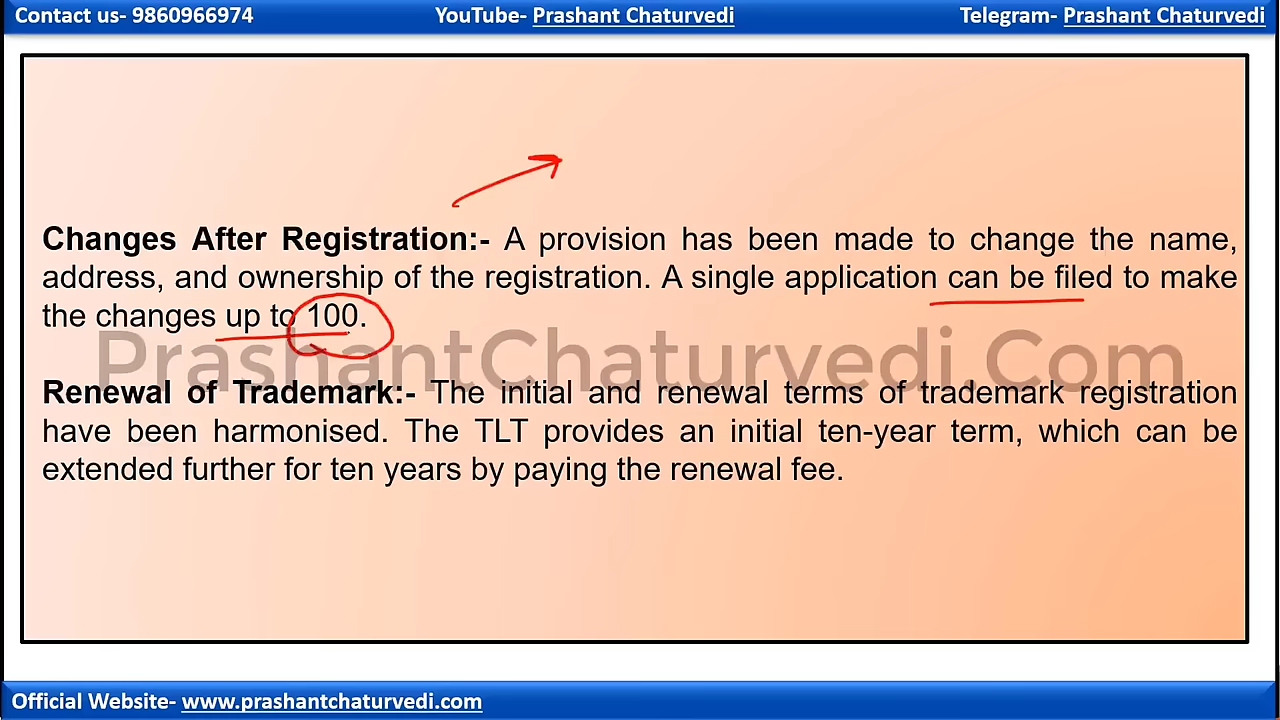 Contact us- 9860966974 YouTube- Prashant Chaturvedi Telegram- Prashant Chaturvedi
Changes After Registration:- A provision has been made to change the name,
address, and ownership of the registration. A single application can be filed to make
the changes up to 100.
PrashantChaturvedi.Com
Renewal of Trademark:- The initial and renewal terms of trademark registration
have been harmonised. The TLT provides an initial ten-year term, which can be
extended further for ten years by paying the renewal fee.
Official Website- www.prashantchaturvedi.com